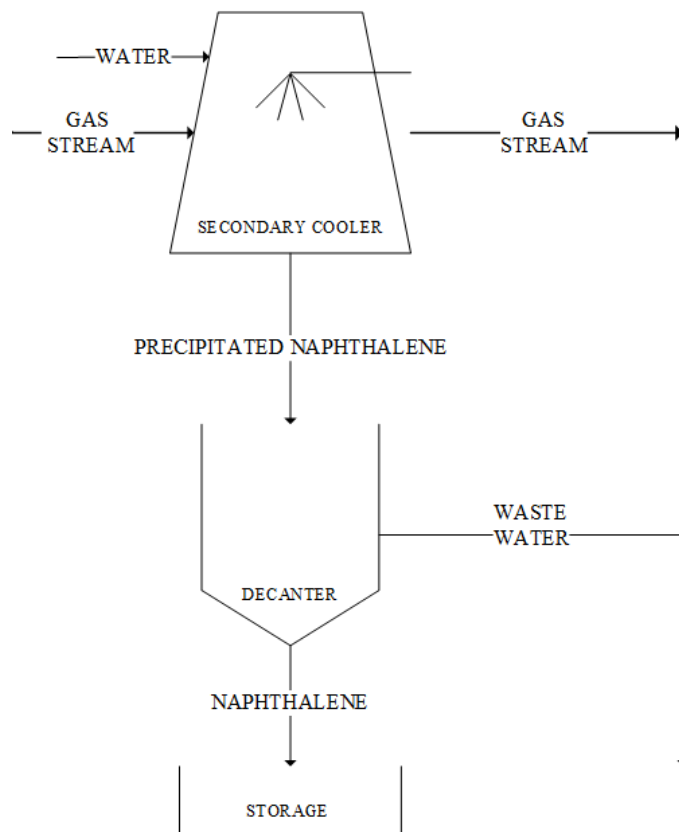 WATER
GAS
STREAM
GAS
STREAM
SECONDARY COOLER
PRECIPITATED NAPHTHALENE
WASTE
WATER
DECANTER
NAPHTHALENE
STORAGE